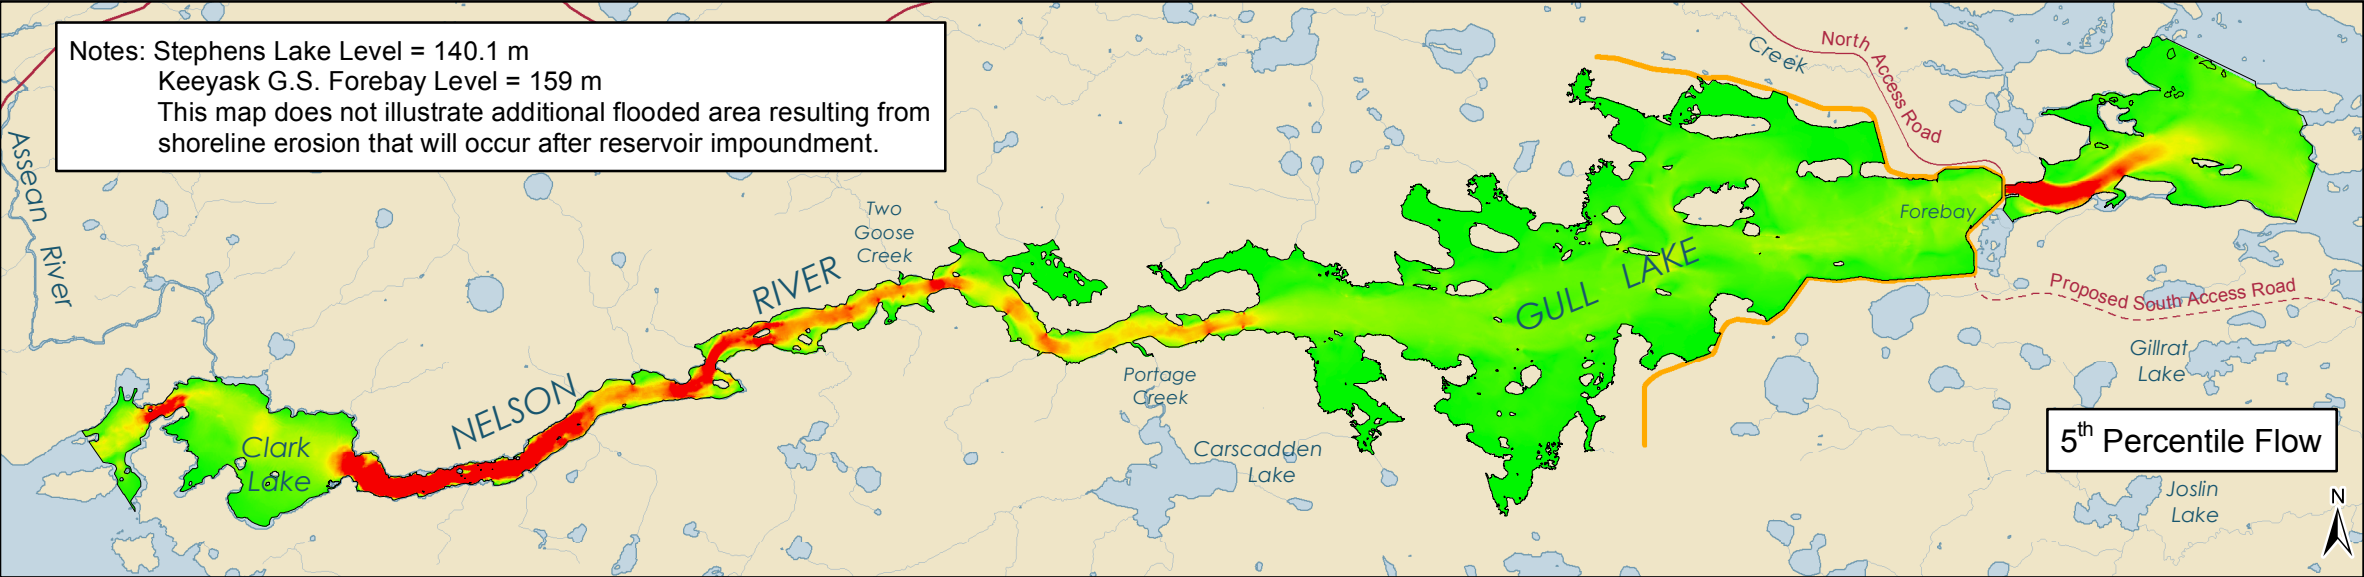 Notes: Stephens Lake Level = 140.1 m
Keeyask G.S. Forebay Level = 159 m
This map does not illustrate additional flooded area resulting from
shoreline erosion that will occur after reservoir impoundment.
Assean
River
Creek
North
Access
Road
Two
Goose
Creek
Forebay
RIVER
GULL LAKE
Proposed South Access Road
Gillrat
Lake
Portage
Creek
NELSON
Clark
Lake
Carscadden
Lake
5th Percentile Flow
Joslin
Lake
N